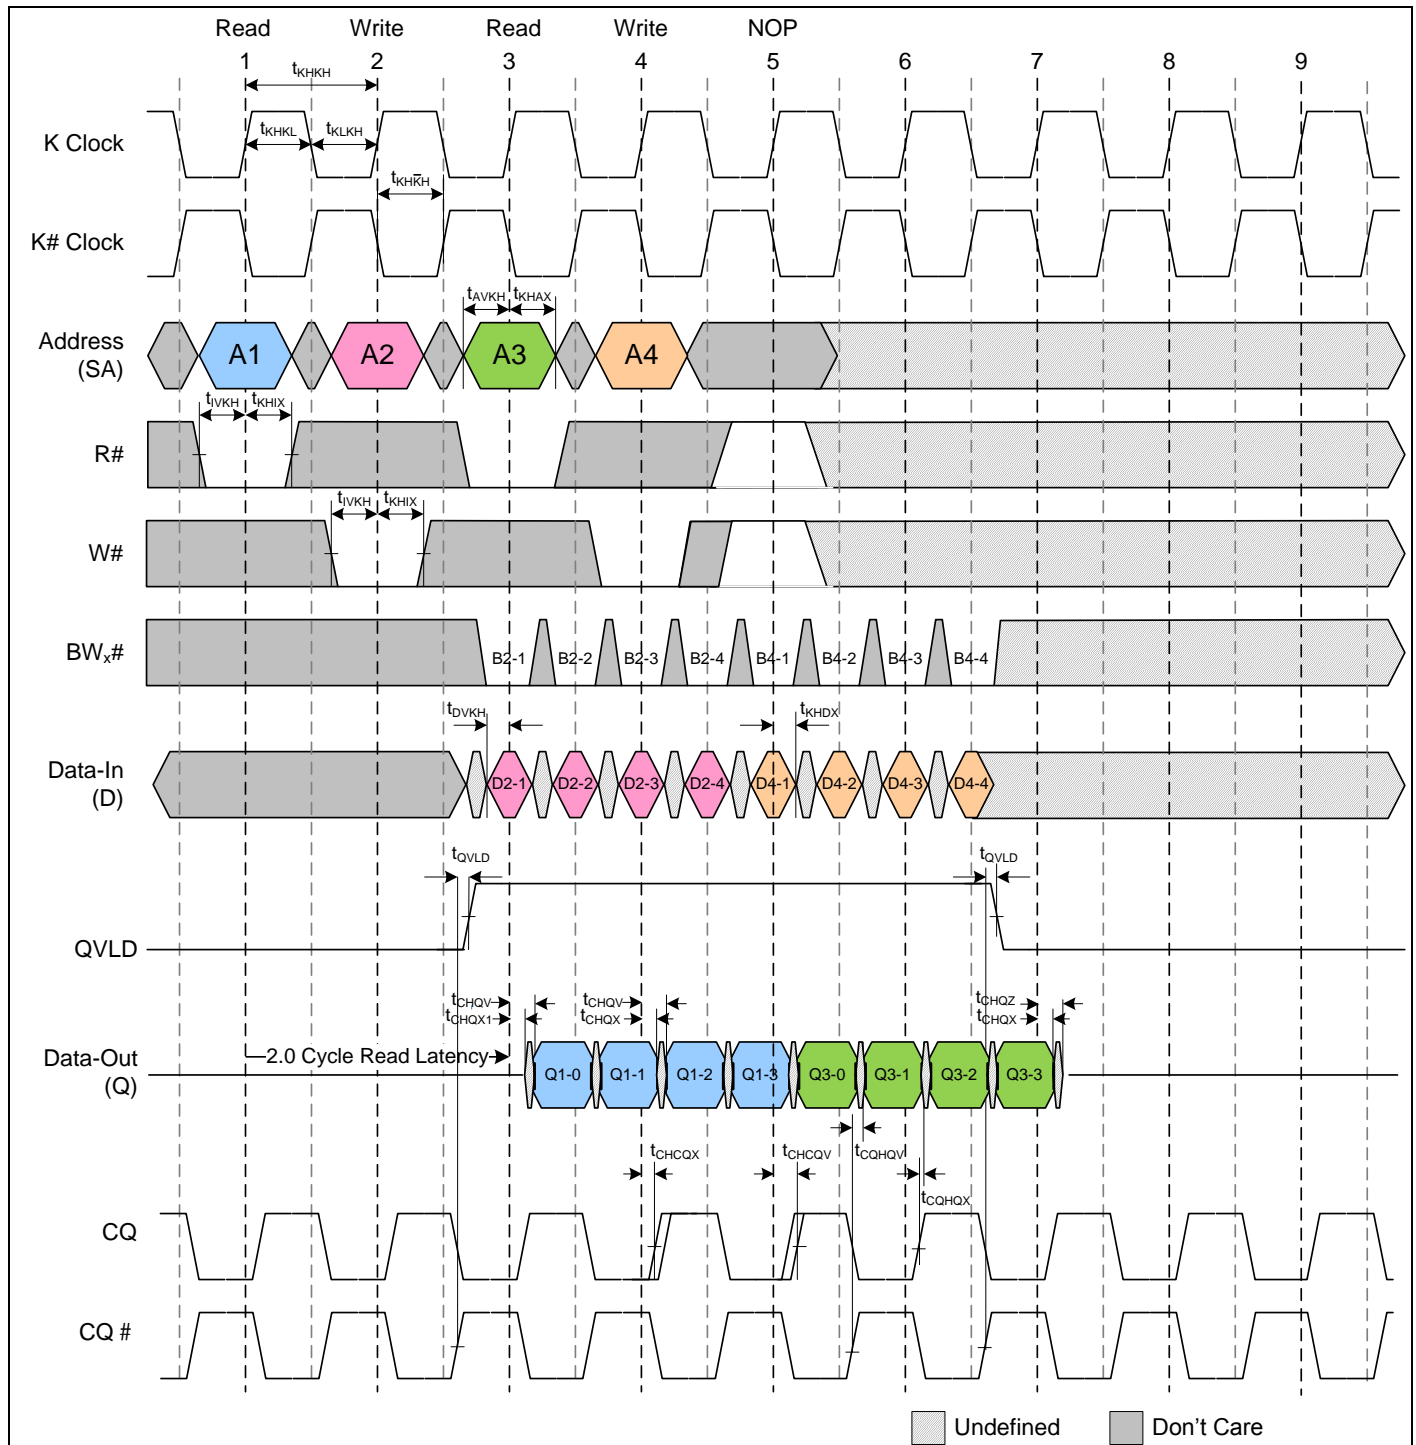 Read Write Read Write NOP
1 2 3 4 5 6 7 8 9
tKHKH
K Clock tKHKL tKLKH
tKHK̅H
K# Clock
tAVKH tKHAX
Address (SA) A1 A2 A3 A4
tIVKH tKHIX
R#
tIVKH tKHIX
W#
BWx# B2-1 B2-2 B2-3 B2-4 B4-1 B4-2 B4-3 B4-4
tDVKH tKHDX
Data-In (D) D2-1 D2-2 D2-3 D2-4 D4-1 D4-2 D4-3 D4-4
tQVLD tQVLD
QVLD
tCHQV tCHQV tCHQZ
tCHQX1 tCHQX tCHQX
Data-Out (Q) 2.0 Cycle Read Latency Q1-0 Q1-1 Q1-2 Q1-3 Q3-0 Q3-1 Q3-2 Q3-3
tCHCQX tCHCQV tCQHQV
tCQHQX
CQ
CQ #
Undefined Don't Care